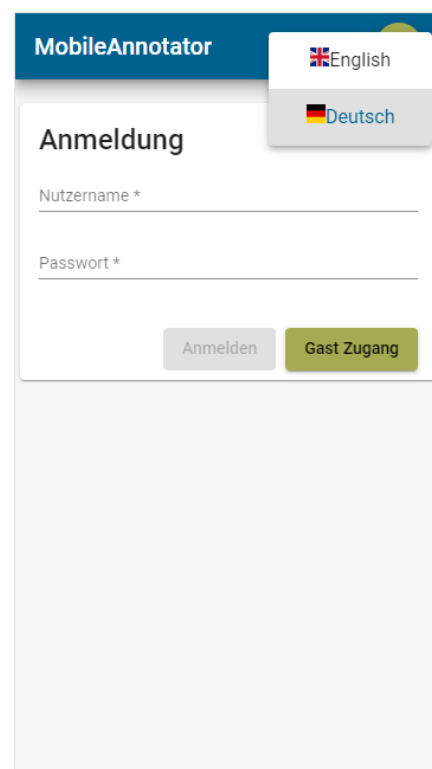 MobileAnnotator
English
Deutsch
Anmeldung
Nutzername *
Passwort *
Anmelden
Gast Zugang